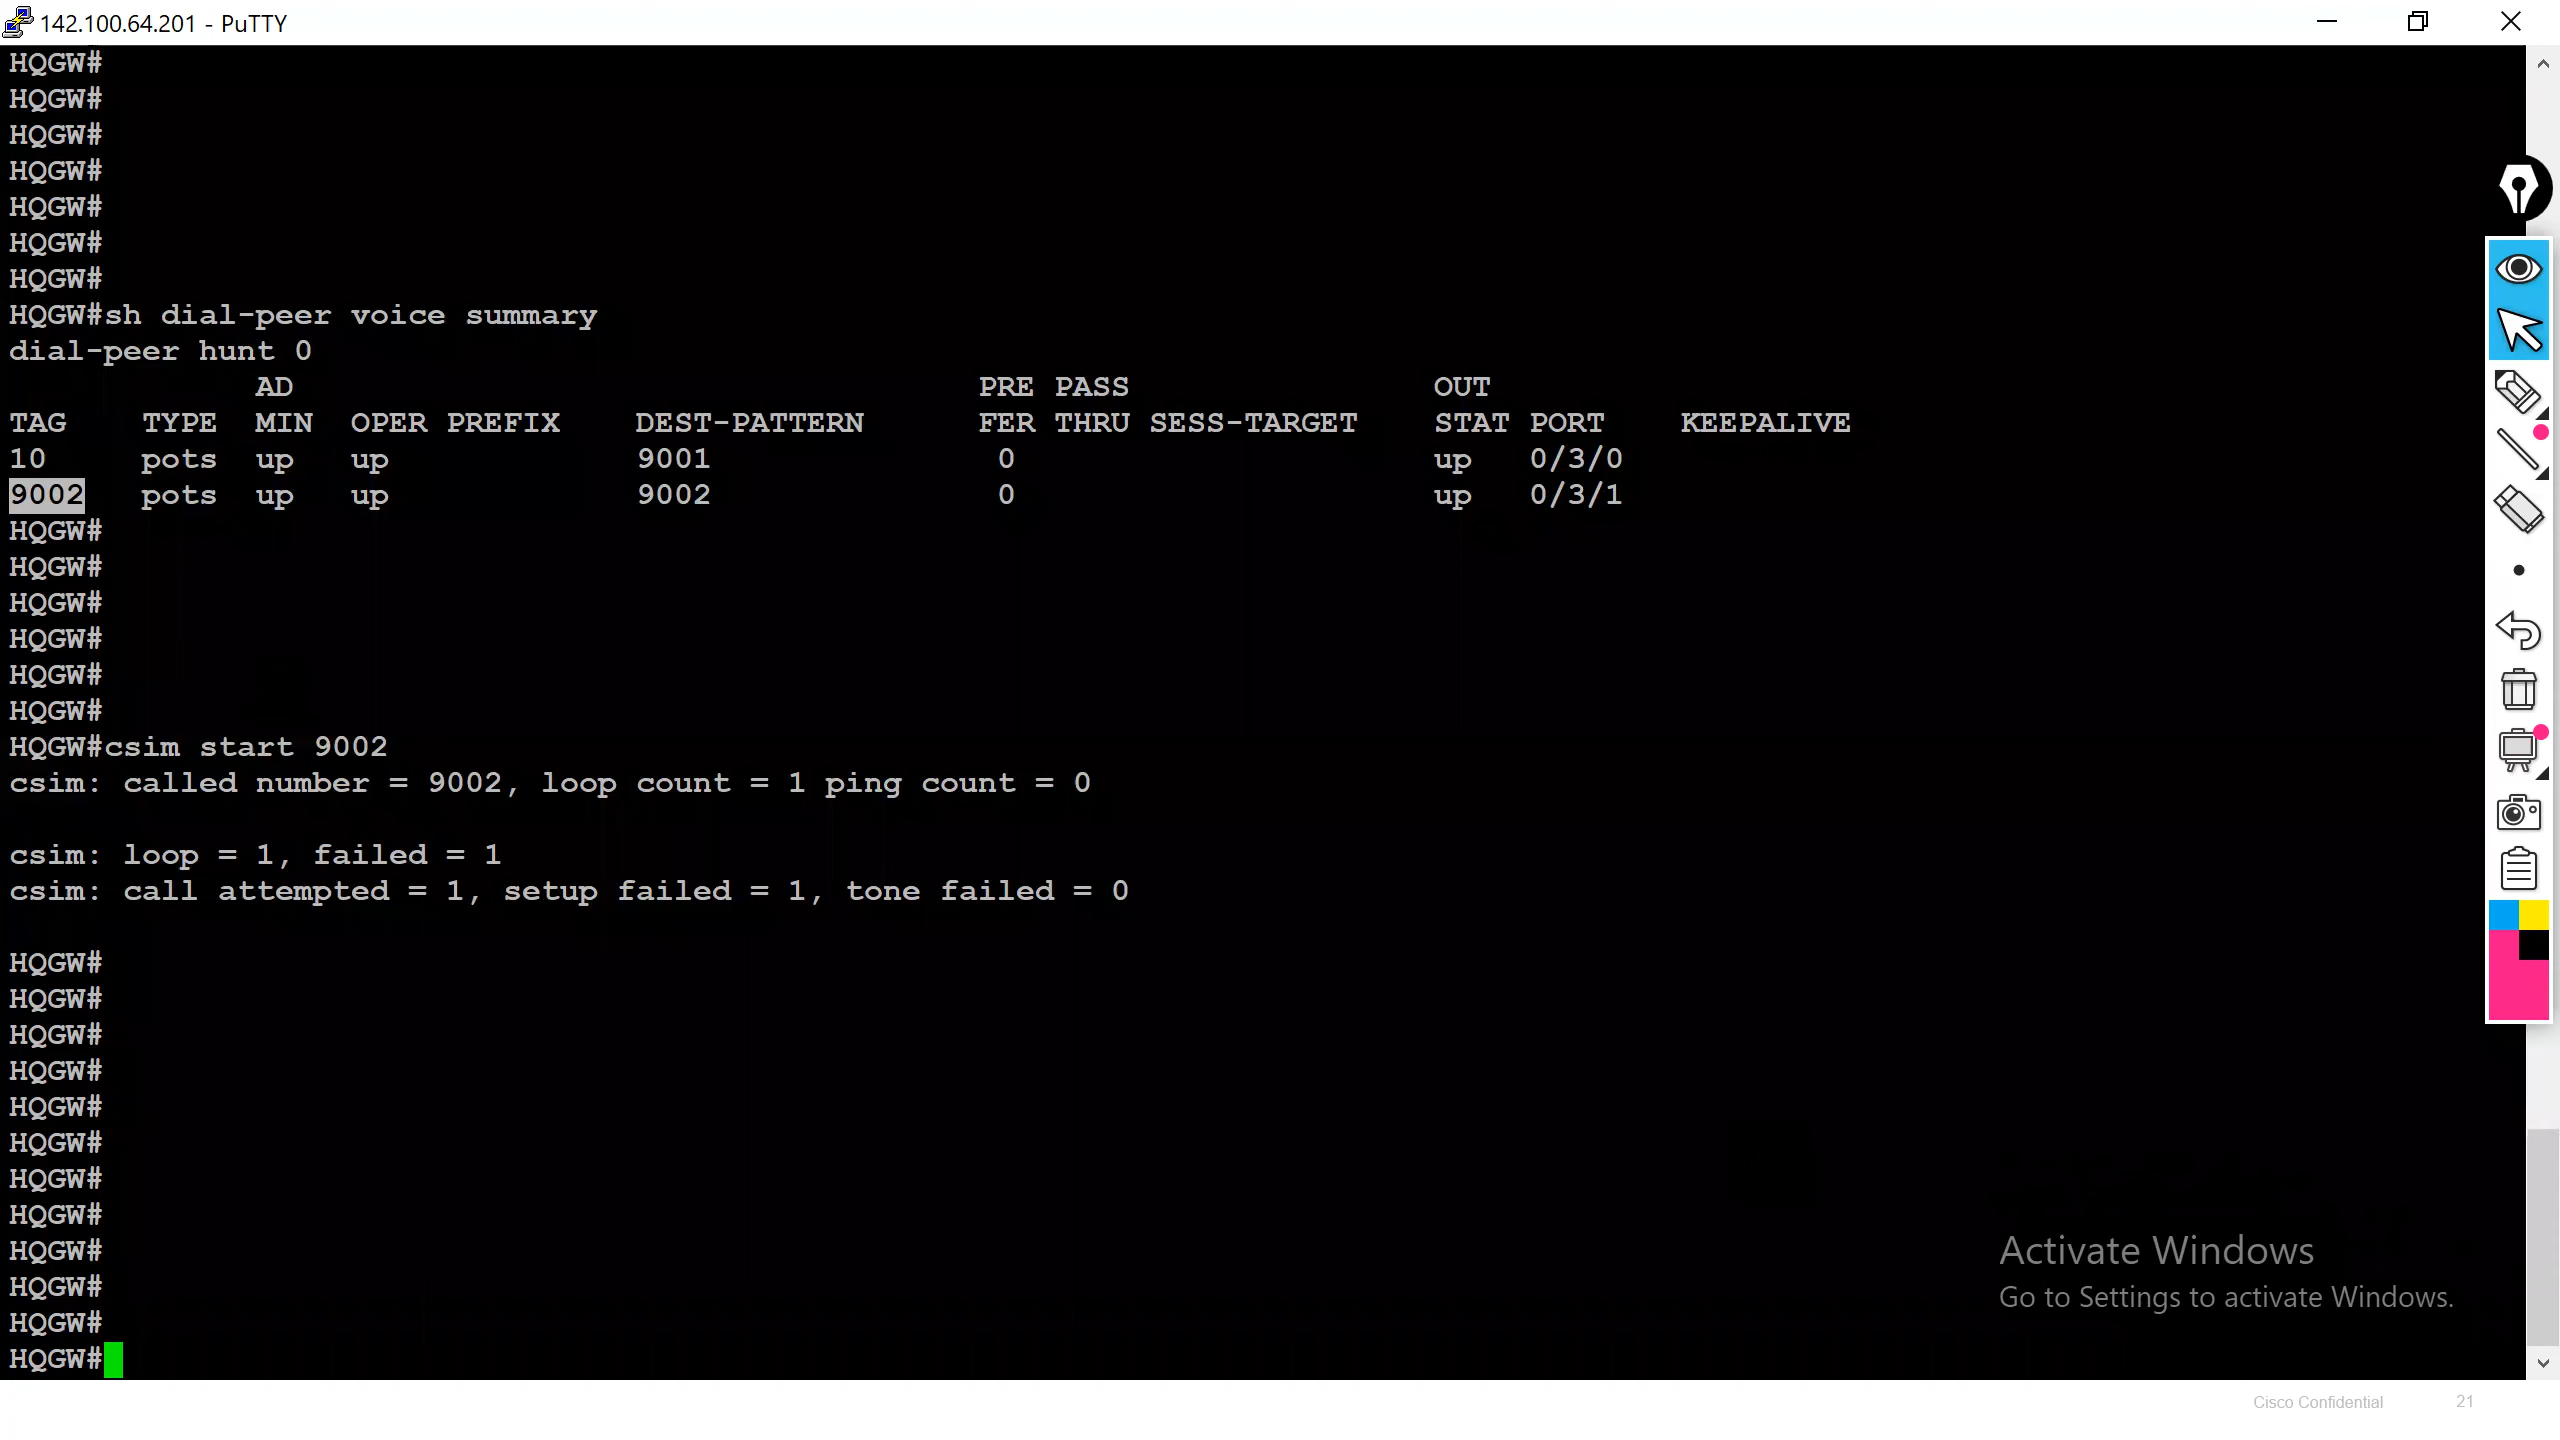 142.100.64.201 - PuTTY
HQGW#
HQGW#
HQGW#
HQGW#
HQGW#
HQGW#
HQGW#
HQGW#sh dial-peer voice summary
dial-peer hunt 0
             AD                                    PRE PASS                OUT
TAG    TYPE  MIN  OPER PREFIX    DEST-PATTERN      FER THRU SESS-TARGET    STAT PORT    KEEPALIVE
10     pots  up   up             9001               0                      up   0/3/0
9002   pots  up   up             9002               0                      up   0/3/1
HQGW#
HQGW#
HQGW#
HQGW#
HQGW#
HQGW#
HQGW#csim start 9002
csim: called number = 9002, loop count = 1 ping count = 0
csim: loop = 1, failed = 1
csim: call attempted = 1, setup failed = 1, tone failed = 0
HQGW#
HQGW#
HQGW#
HQGW#
HQGW#
HQGW#
HQGW#
HQGW#
HQGW#
HQGW#
HQGW#
HQGW#
Activate Windows
Go to Settings to activate Windows.
Cisco Confidential
21